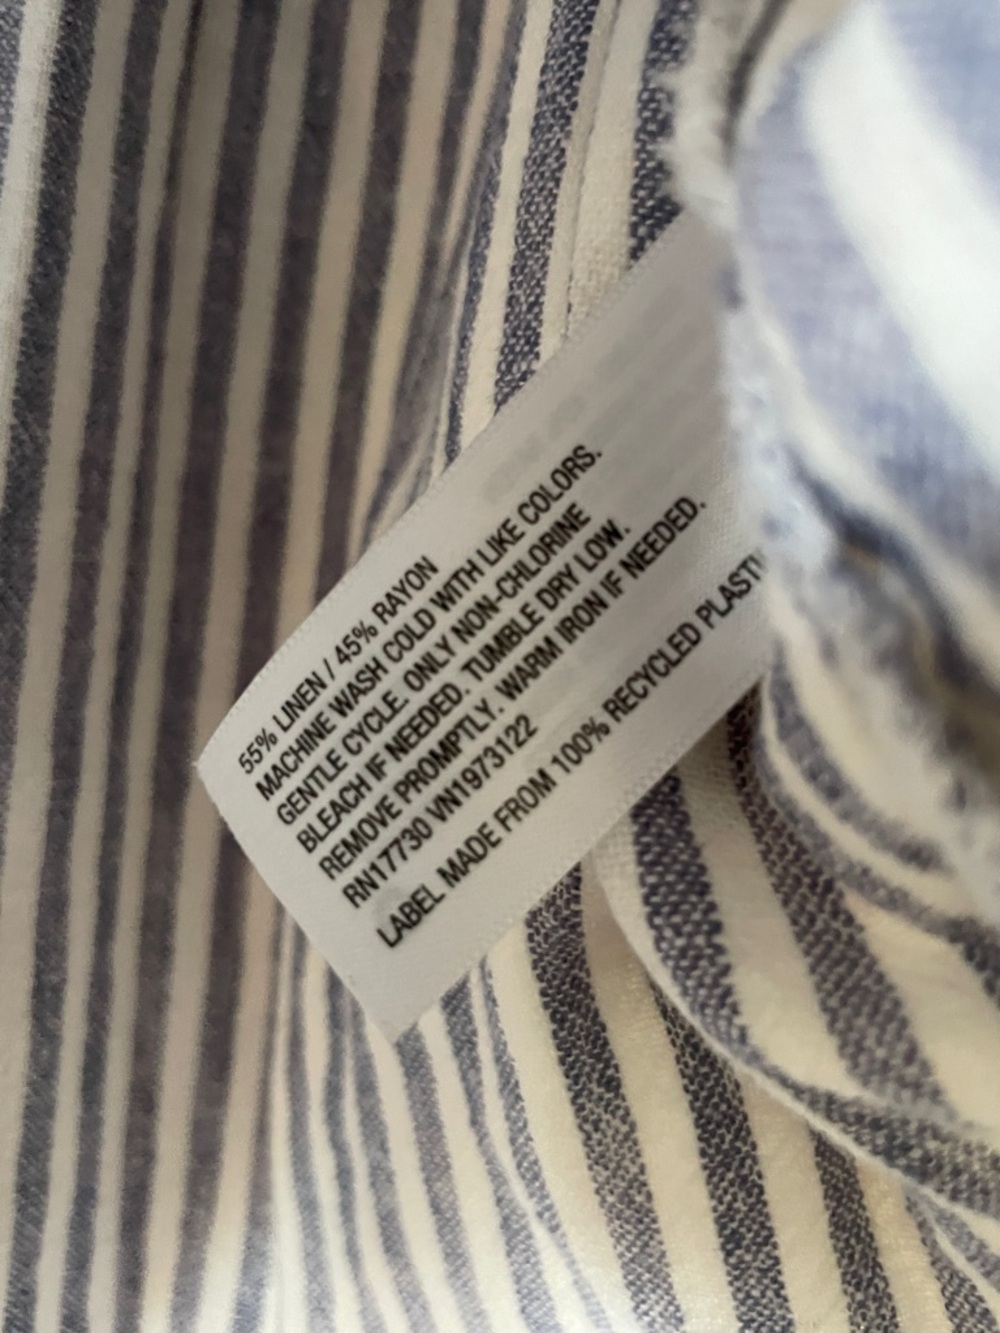 55% LINEN / 45% RAYON
MACHINE WASH COLD WITH LIKE COLORS.
GENTLE CYCLE. ONLY NON-CHLORINE
BLEACH IF NEEDED. TUMBLE DRY LOW.
REMOVE PROMPTLY. WARM IRON IF NEEDED.
RN17730 VN1973122
LABEL MADE FROM 100% RECYCLED